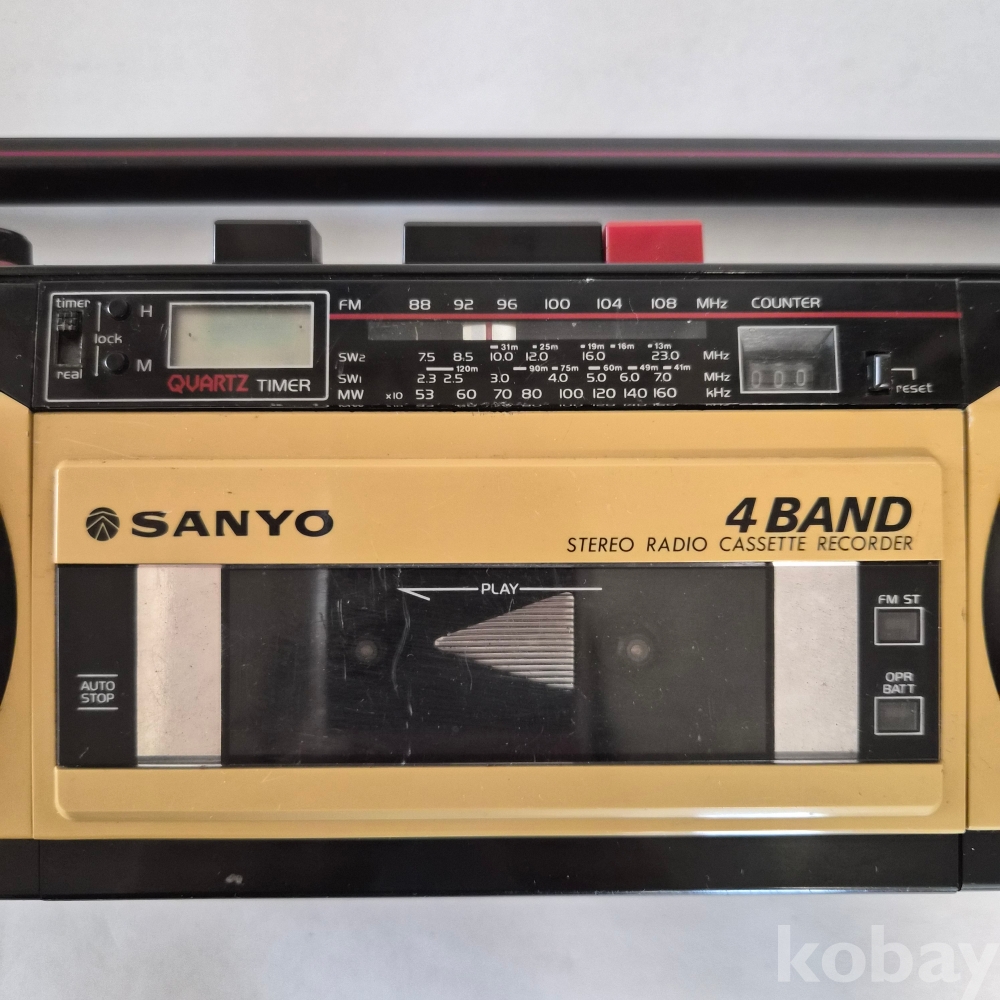 timer
H
lock
M
real
QUARTZ TIMER
FM 88 92 96 100 104 108 MHz
31m 25m 19m 16m 13m
SW2 7.5 8.5 10.0 12.0 16.0 23.0 MHz
120m 90m 75m 60m 49m 41m
SW1 2.3 2.5 3.0 4.0 5.0 6.0 7.0 MHz
MW x10 53 60 70 80 100 120 140 160 kHz
COUNTER
000
reset
SANYO
4 BAND
STEREO RADIO CASSETTE RECORDER
PLAY
AUTO
STOP
FM ST
OPR
BATT
kobay